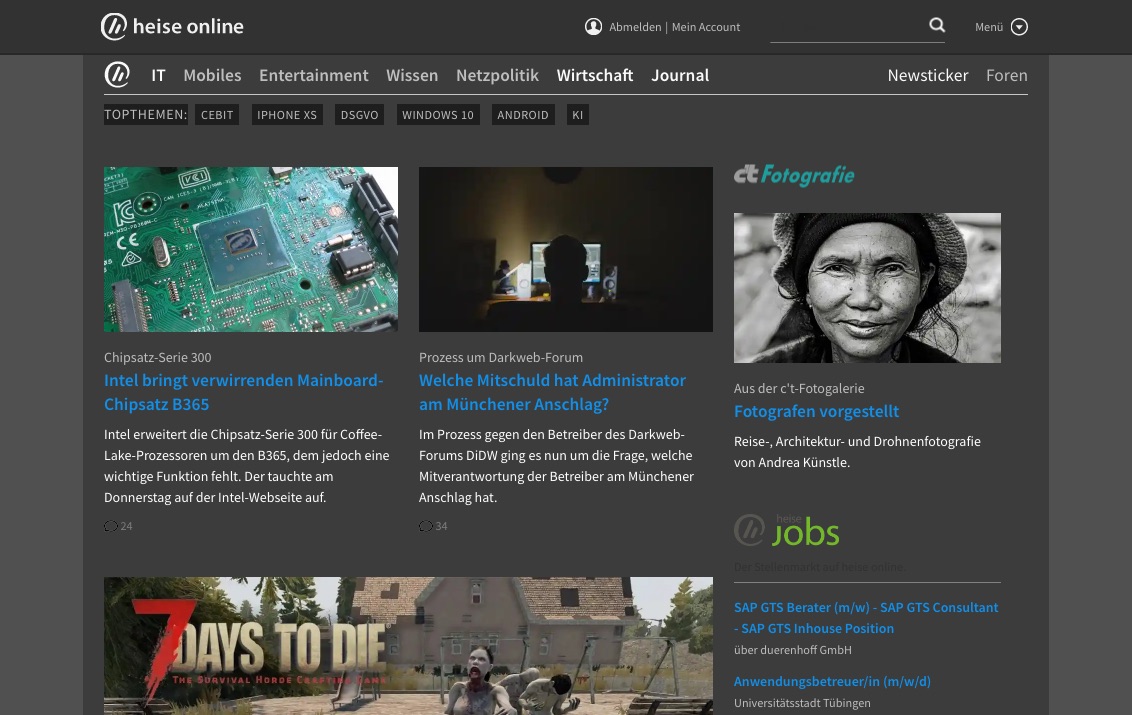 heise online
Abmelden | Mein Account
Menü
IT Mobiles Entertainment Wissen Netzpolitik Wirtschaft Journal
Newsticker Foren
TOPTHEMEN: CEBIT IPHONE XS DSGVO WINDOWS 10 ANDROID KI
Chipsatz-Serie 300
Intel bringt verwirrenden Mainboard-
Chipsatz B365
Intel erweitert die Chipsatz-Serie 300 für Coffee-
Lake-Prozessoren um den B365, dem jedoch eine
wichtige Funktion fehlt. Der tauchte am
Donnerstag auf der Intel-Webseite auf.
24
Prozess um Darkweb-Forum
Welche Mitschuld hat Administrator
am Münchener Anschlag?
Im Prozess gegen den Betreiber des Darkweb-
Forums DiDW ging es nun um die Frage, welche
Mitverantwortung der Betreiber am Münchener
Anschlag hat.
34
7 DAYS TO DIE
THE SURVIVAL HORDE CRAFTING GAME
c't Fotografie
Aus der c't-Fotogalerie
Fotografen vorgestellt
Reise-, Architektur- und Drohnenfotografie
von Andrea Künstle.
heise
jobs
Der Stellenmarkt auf heise online.
SAP GTS Berater (m/w) - SAP GTS Consultant
- SAP GTS Inhouse Position
über duerenhoff GmbH
Anwendungsbetreuer/in (m/w/d)
Universitätsstadt Tübingen